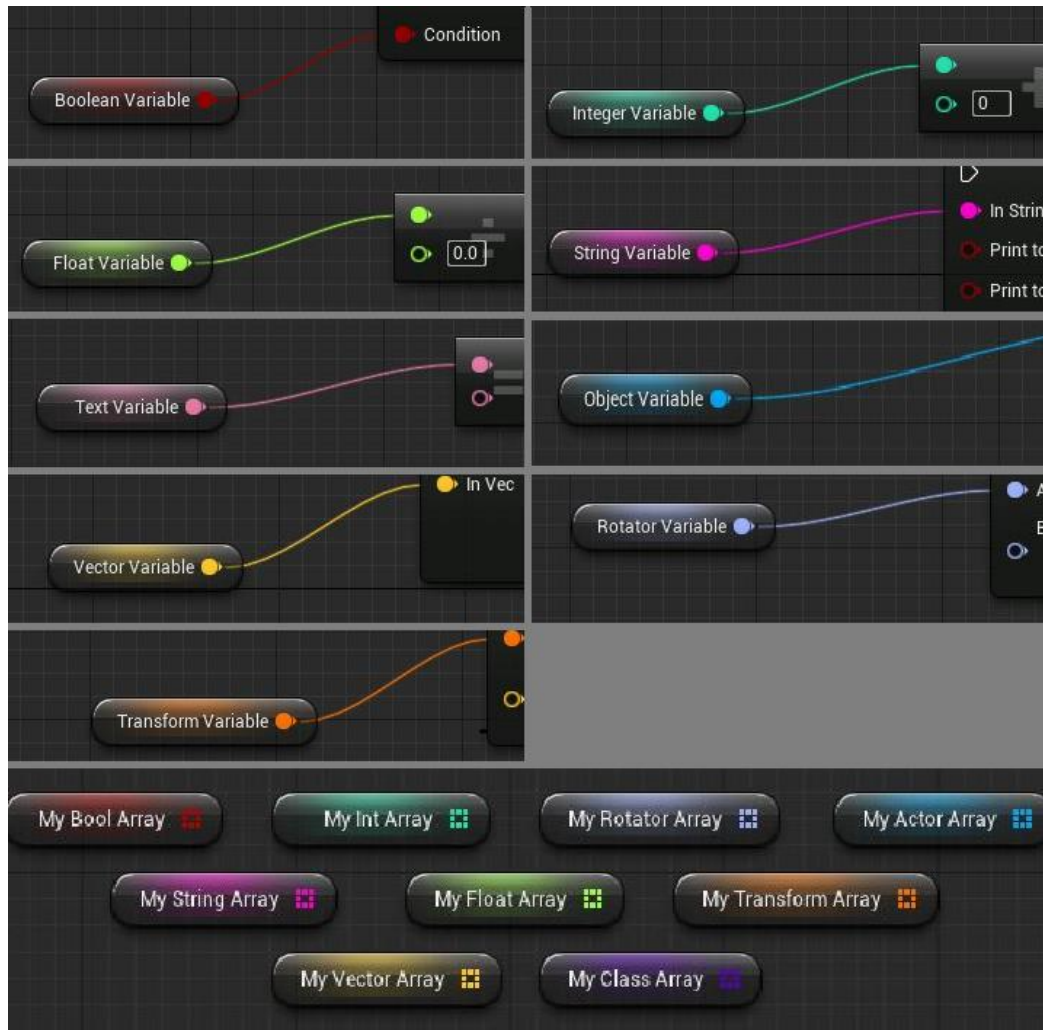 Condition
Boolean Variable
Integer Variable
0
Float Variable
0.0
String Variable
In Strin
Print to
Print to
Text Variable
Object Variable
In Vec
Vector Variable
A
Rotator Variable
Transform Variable
My Bool Array
My Int Array
My Rotator Array
My Actor Array
My String Array
My Float Array
My Transform Array
My Vector Array
My Class Array